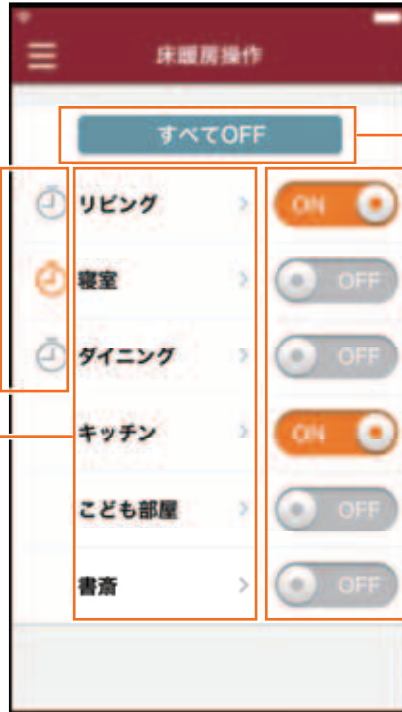 床暖房操作
すべてOFF
リビング ON
寝室 OFF
ダイニング OFF
キッチン ON
こども部屋 OFF
書斎 OFF